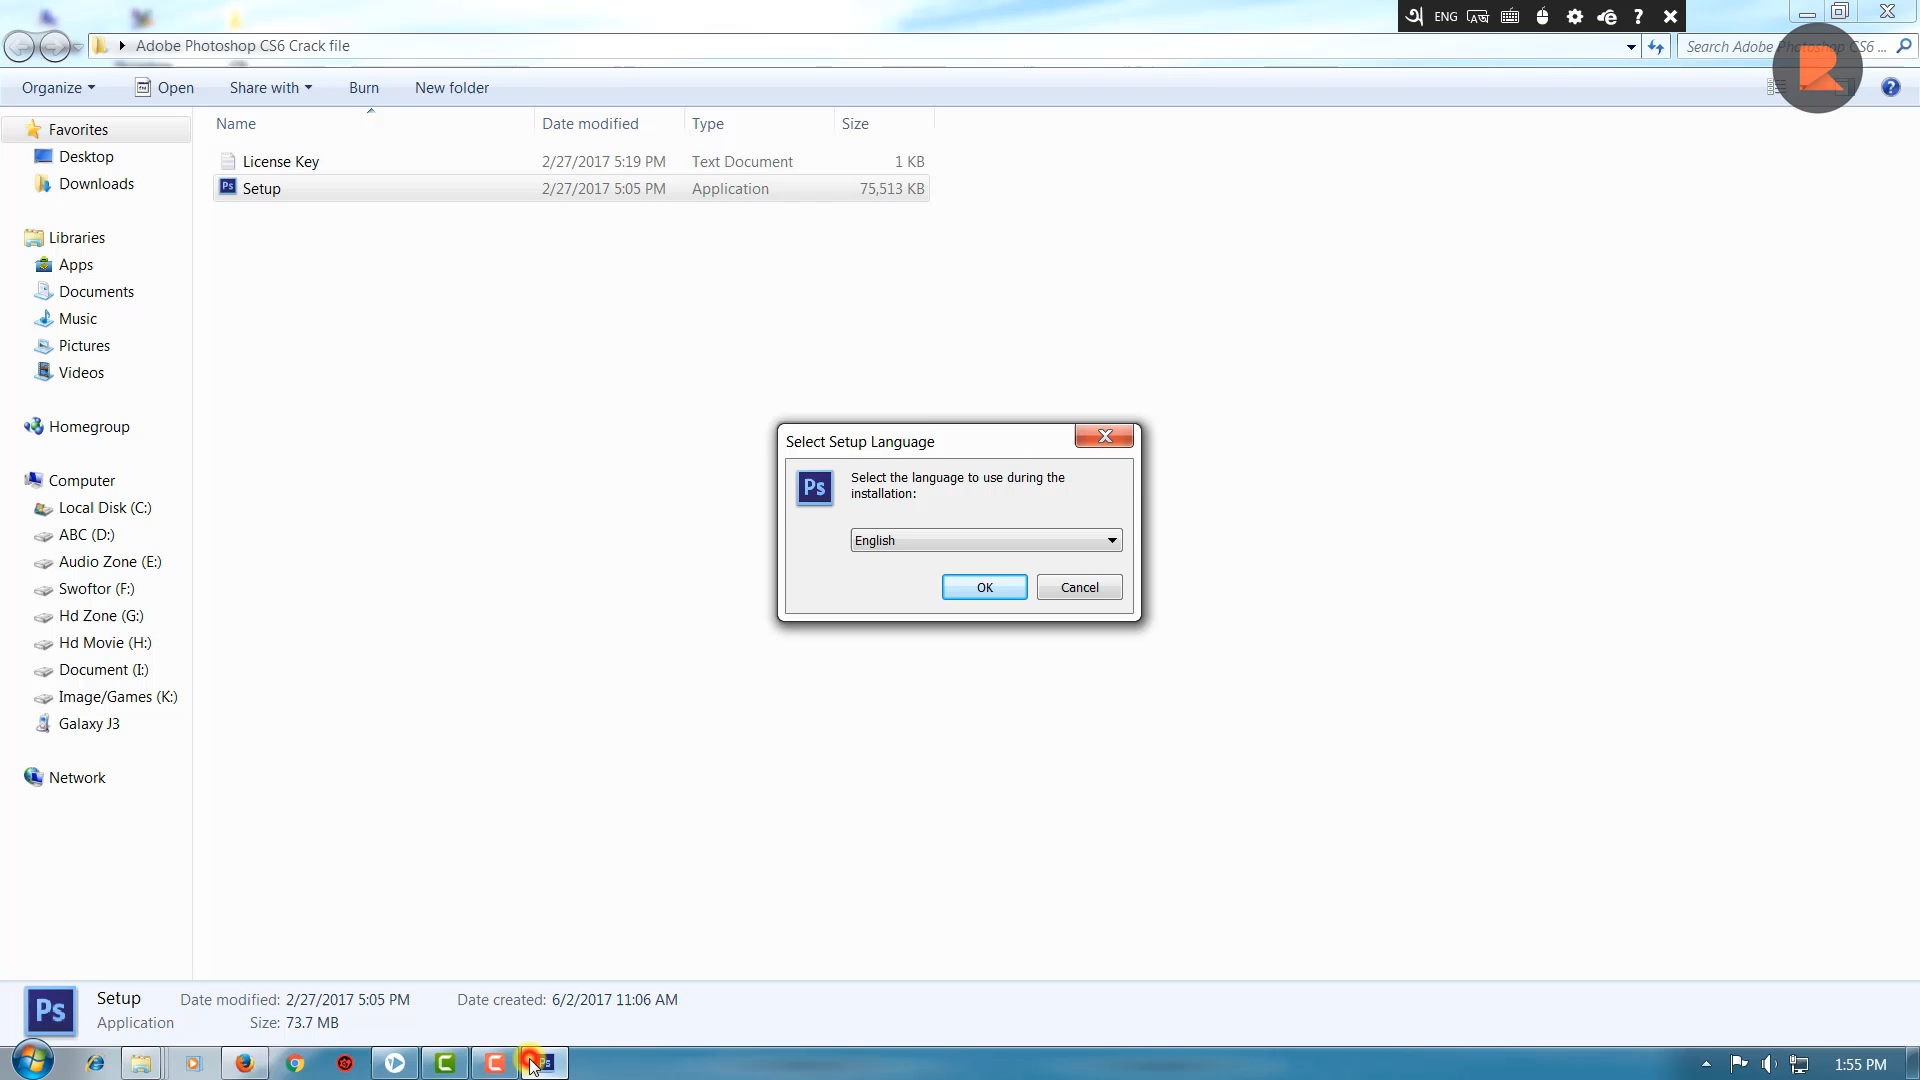 অ ENG
Adobe Photoshop CS6 Crack file
Search Adobe Photoshop CS6 ...
Organize Open Share with Burn New folder
Name Date modified Type Size
License Key 2/27/2017 5:19 PM Text Document 1 KB
Ps Setup 2/27/2017 5:05 PM Application 75,513 KB
Favorites
Desktop
Downloads
Libraries
Apps
Documents
Music
Pictures
Videos
Homegroup
Computer
Local Disk (C:)
ABC (D:)
Audio Zone (E:)
Swoftor (F:)
Hd Zone (G:)
Hd Movie (H:)
Document (I:)
Image/Games (K:)
Galaxy J3
Network
Select Setup Language
Ps
Select the language to use during the
installation:
English
OK Cancel
Ps
Setup Date modified: 2/27/2017 5:05 PM Date created: 6/2/2017 11:06 AM
Application Size: 73.7 MB
1:55 PM